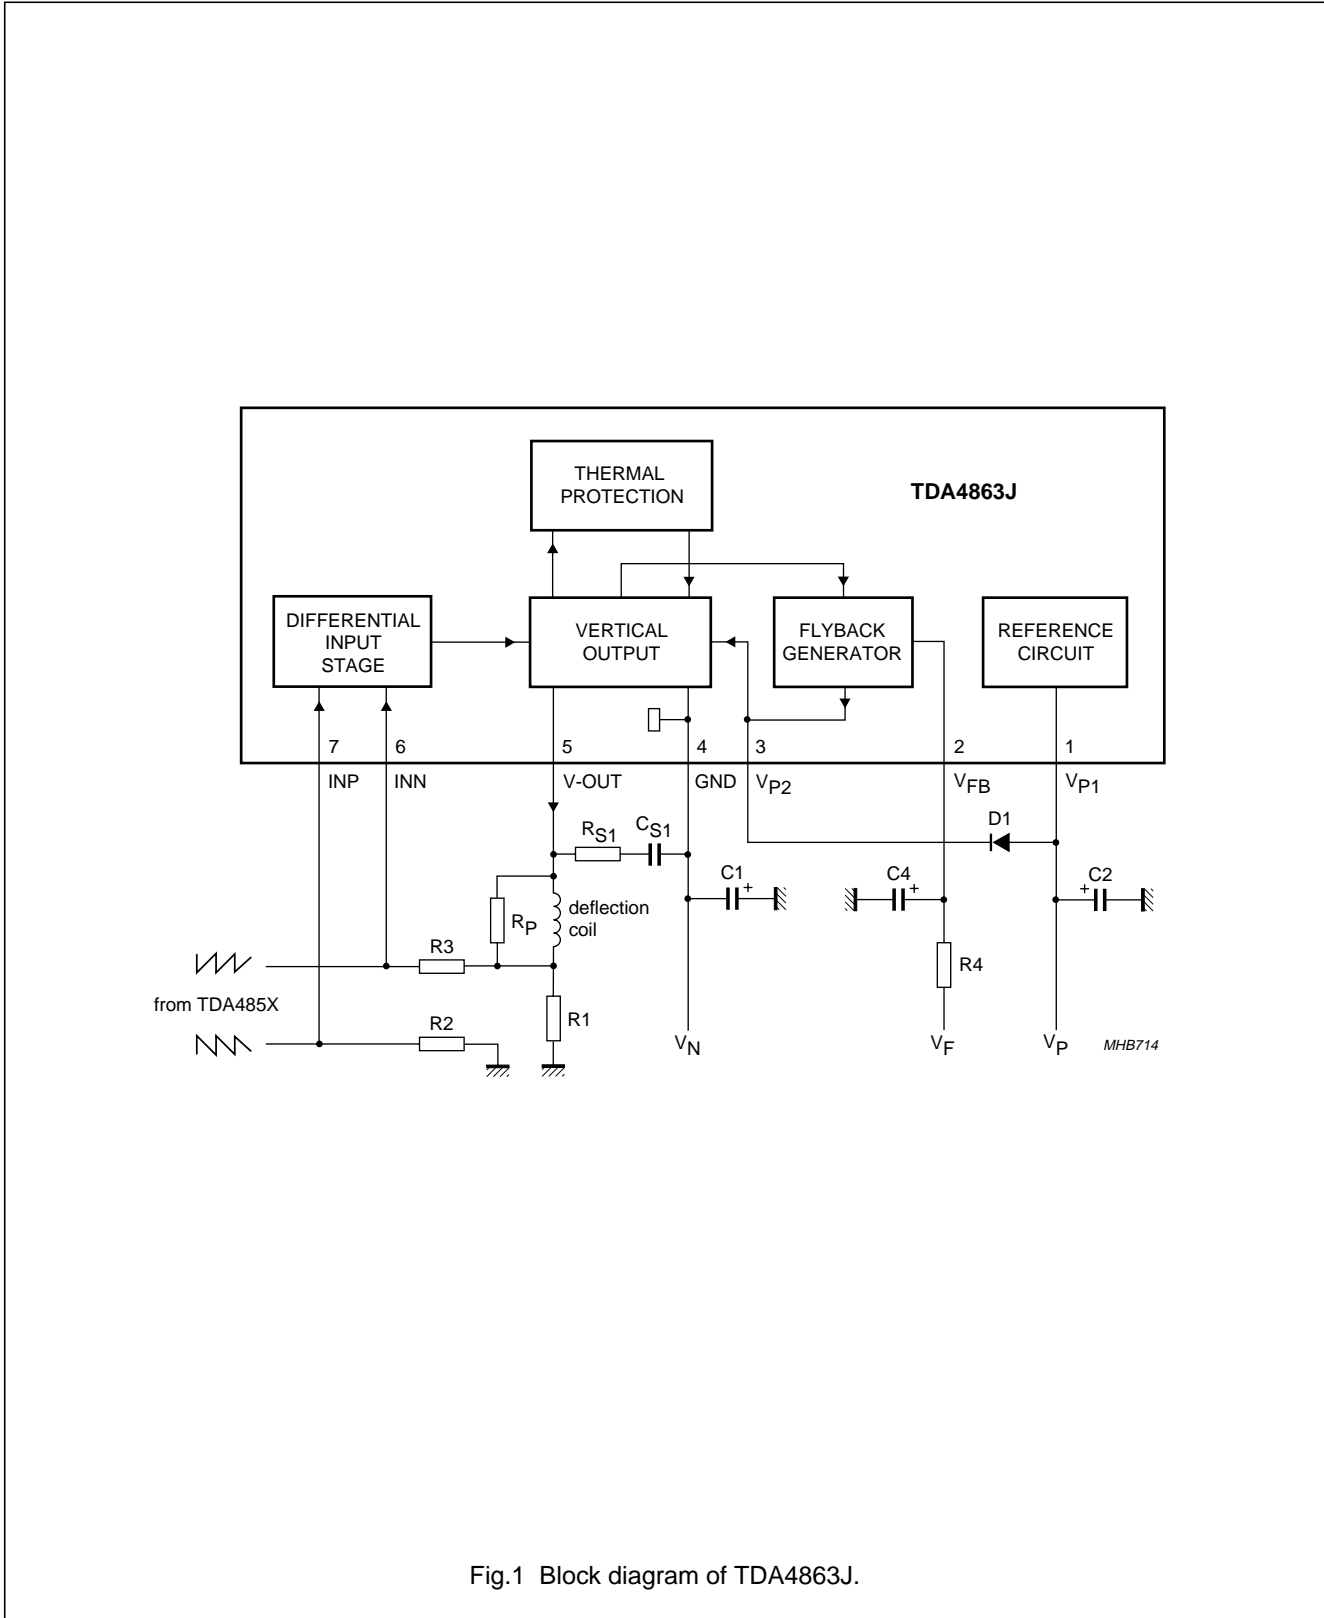 THERMAL
PROTECTION
TDA4863J
DIFFERENTIAL
INPUT
STAGE
VERTICAL
OUTPUT
FLYBACK
GENERATOR
REFERENCE
CIRCUIT
7 6 5 4 3 2 1
INP INN V-OUT GND VP2 VFB VP1
D1
RS1 CS1
C1 + C4 + + C2
RP deflection
coil
R3 R4
from TDA485X
R2 R1
VN VF VP MHB714
Fig.1 Block diagram of TDA4863J.